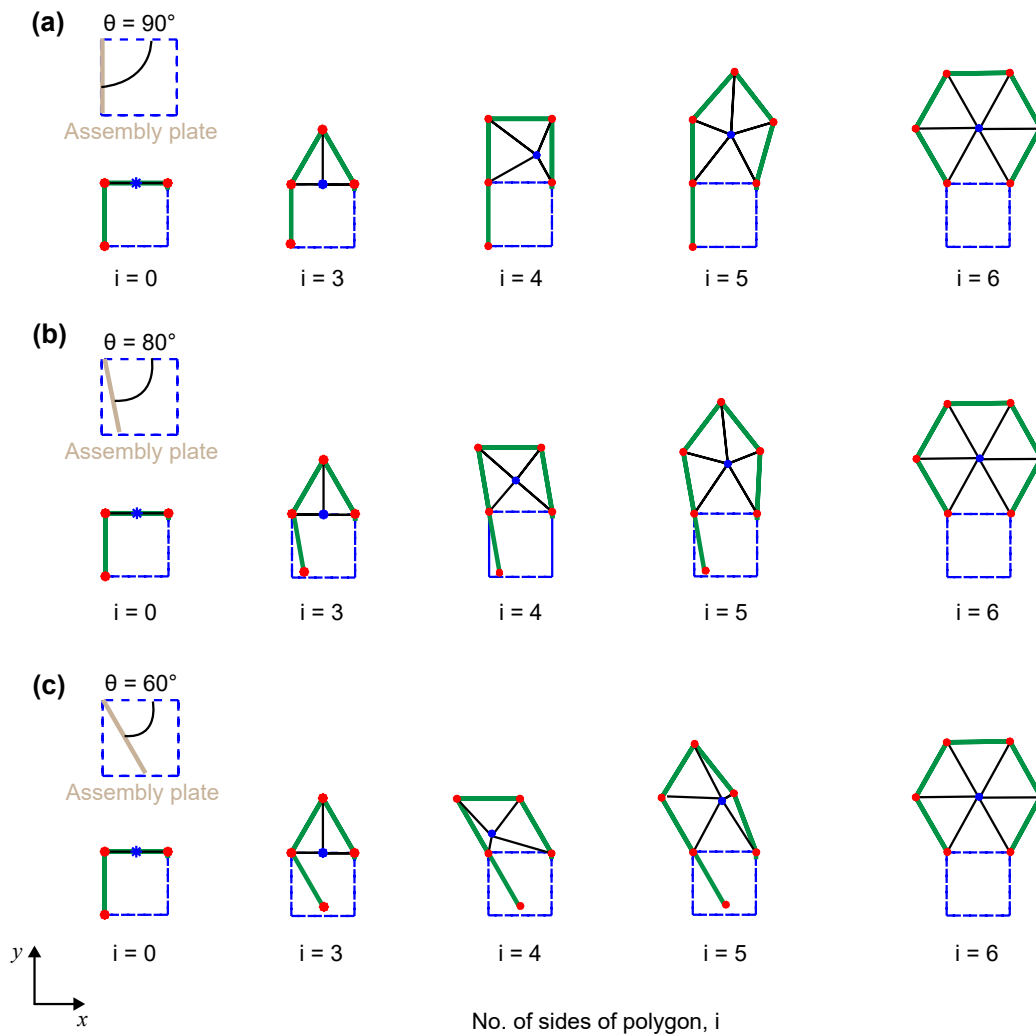 (a)
θ = 90°
Assembly plate
i = 0
i = 3
i = 4
i = 5
i = 6
(b)
θ = 80°
Assembly plate
i = 0
i = 3
i = 4
i = 5
i = 6
(c)
θ = 60°
Assembly plate
i = 0
i = 3
i = 4
i = 5
i = 6
y
x
No. of sides of polygon, i